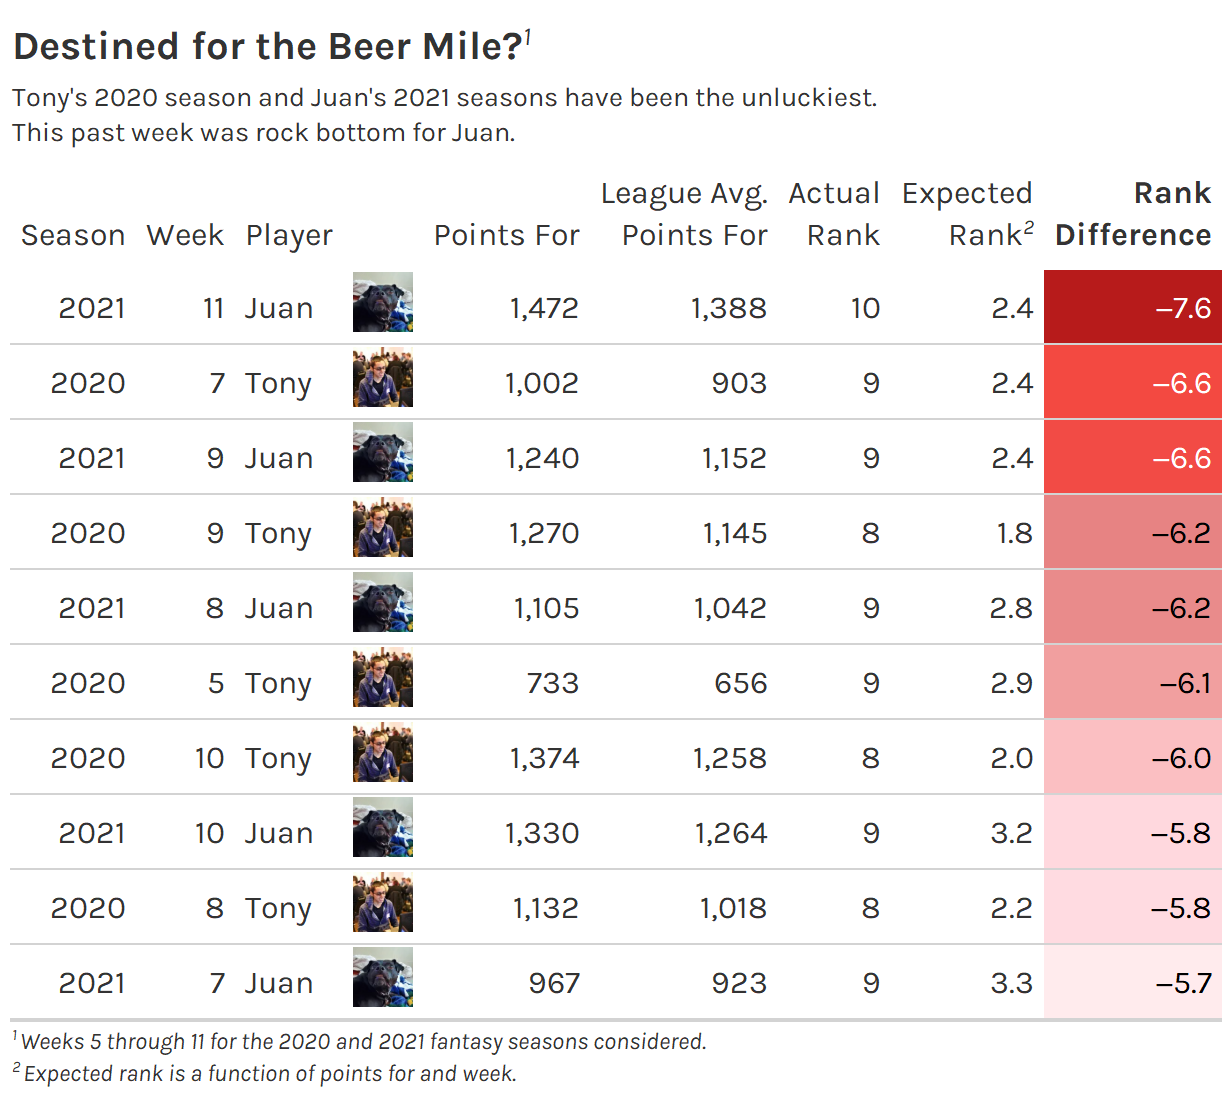 Destined for the Beer Mile?1
Tony's 2020 season and Juan's 2021 seasons have been the unluckiest.
This past week was rock bottom for Juan.
League Avg. Actual Expected Rank
Season Week Player Points For Points For Rank Rank2 Difference
2021 11 Juan 1,472 1,388 10 2.4 −7.6
2020 7 Tony 1,002 903 9 2.4 −6.6
2021 9 Juan 1,240 1,152 9 2.4 −6.6
2020 9 Tony 1,270 1,145 8 1.8 −6.2
2021 8 Juan 1,105 1,042 9 2.8 −6.2
2020 5 Tony 733 656 9 2.9 −6.1
2020 10 Tony 1,374 1,258 8 2.0 −6.0
2021 10 Juan 1,330 1,264 9 3.2 −5.8
2020 8 Tony 1,132 1,018 8 2.2 −5.8
2021 7 Juan 967 923 9 3.3 −5.7
1 Weeks 5 through 11 for the 2020 and 2021 fantasy seasons considered.
2 Expected rank is a function of points for and week.